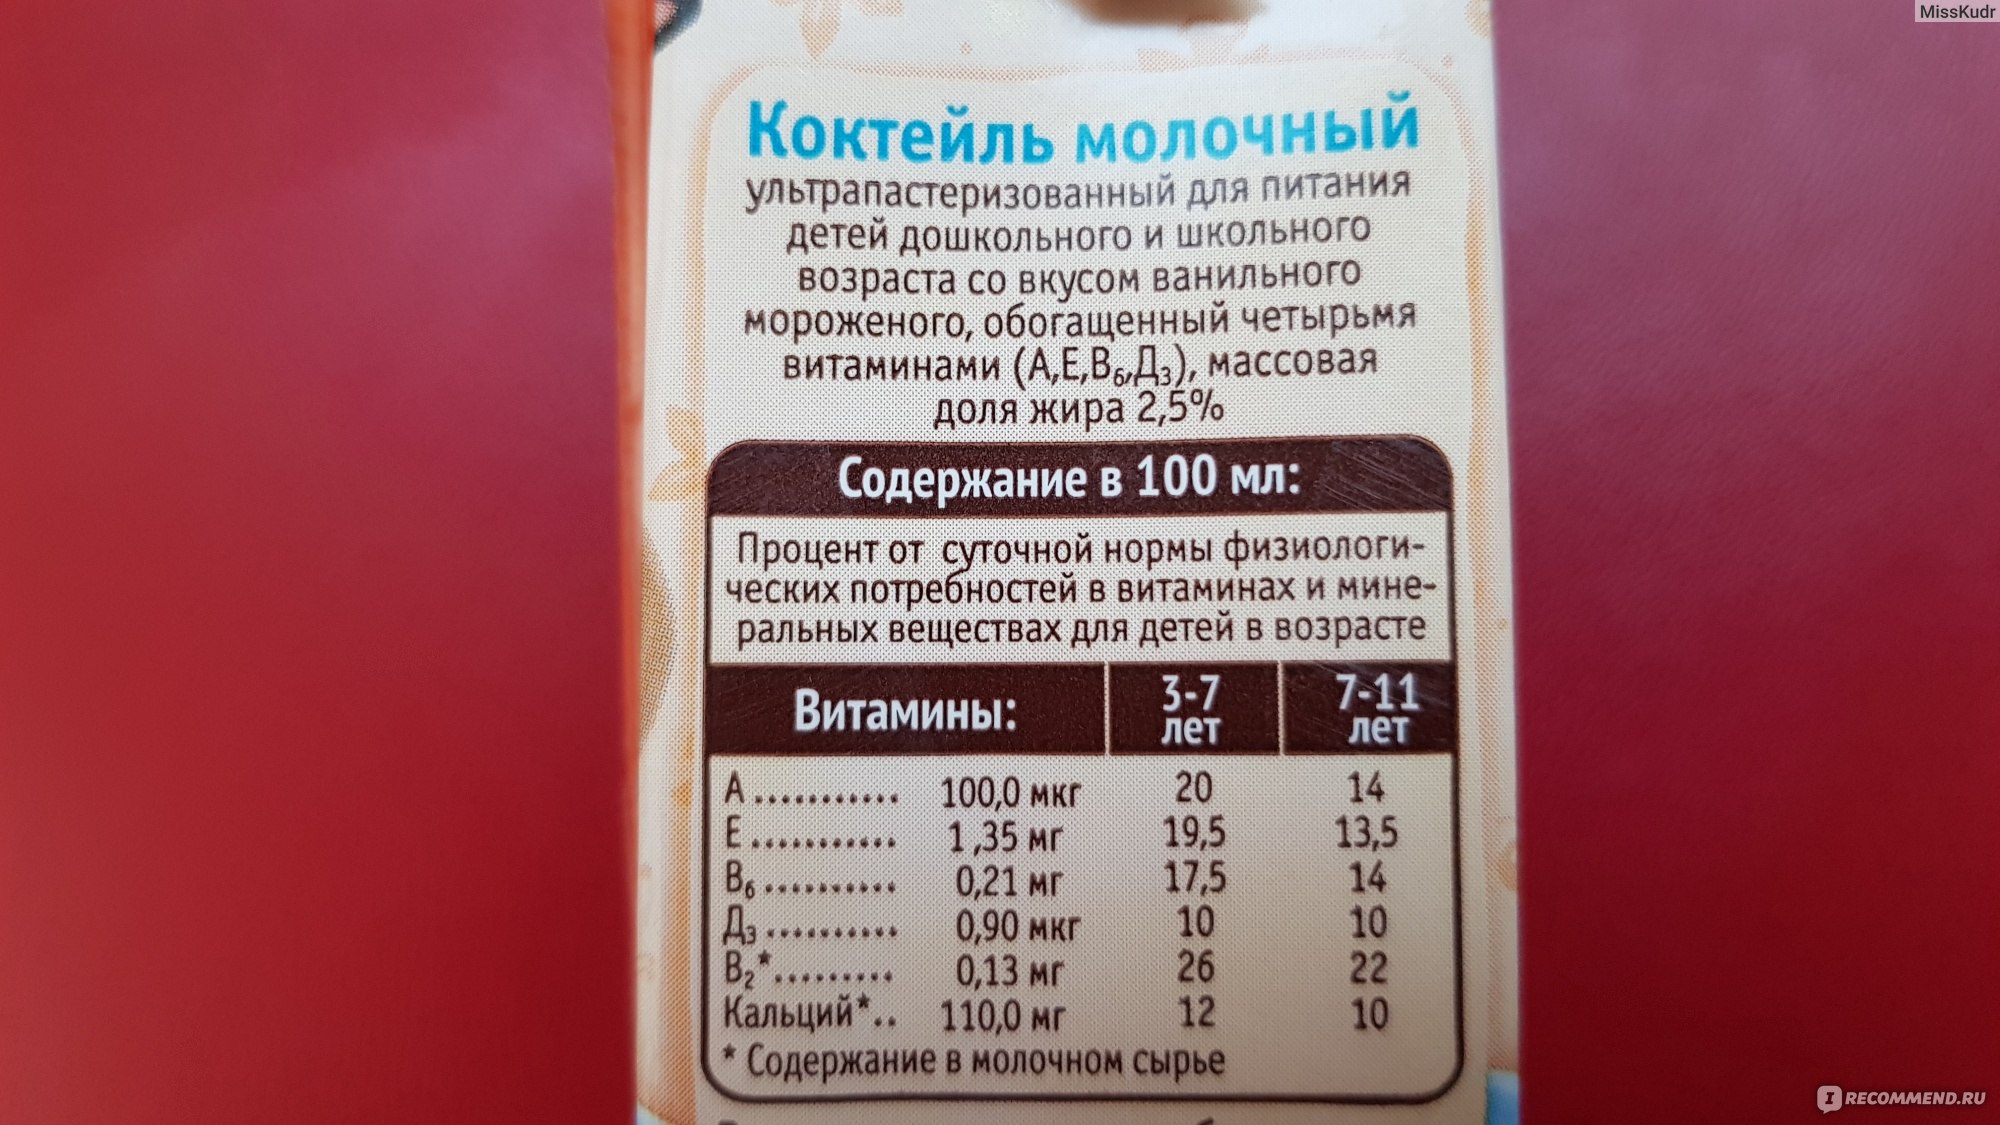 MissKudr
Коктейль молочный
ультрапастеризованный для питания
детей дошкольного и школьного
возраста со вкусом ванильного
мороженого, обогащенный четырьмя
витаминами (А,Е,В₆,Д₃), массовая
доля жира 2,5%
Содержание в 100 мл:
Процент от суточной нормы физиологи-
ческих потребностей в витаминах и мине-
ральных веществах для детей в возрасте
Витамины: 3-7 лет 7-11 лет
А ........... 100,0 мкг 20 14
Е ........... 1,35 мг 19,5 13,5
В₆ .......... 0,21 мг 17,5 14
Д₃ .......... 0,90 мкг 10 10
В₂*......... 0,13 мг 26 22
Кальций*.. 110,0 мг 12 10
* Содержание в молочном сырье
I RECOMMEND.RU